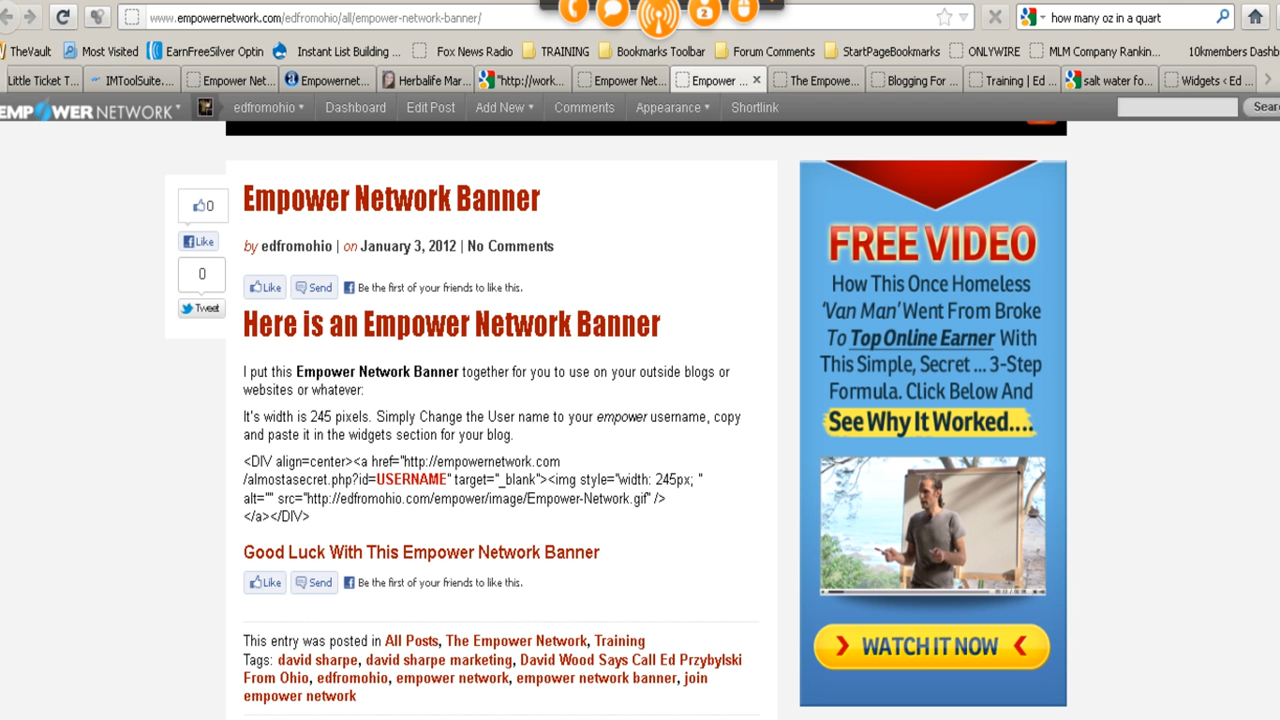 www.empowernetwork.com/edfromohio/all/empower-network-banner/
how many oz in a quart
TheVault
Most Visited
EarnFreeSilver Optin
Instant List Building ...
Fox News Radio
TRAINING
Bookmarks Toolbar
Forum Comments
StartPageBookmarks
ONLYWIRE
MLM Company Rankin...
10kmembers Dashb
Little Ticket T...
IMToolSuite...
Empower Net...
Empowernet...
Herbalife Mar...
"http://work...
Empower Net...
Empower ...
The Empowe...
Blogging For ...
Training | Ed ...
salt water fo...
Widgets < Ed ...
EMPOWER NETWORK
edfromohio
Dashboard
Edit Post
Add New
Comments
Appearance
Shortlink
Sear
Empower Network Banner
0
Like
0
Tweet
by edfromohio | on January 3, 2012 | No Comments
Like Send Be the first of your friends to like this.
Here is an Empower Network Banner
I put this Empower Network Banner together for you to use on your outside blogs or
websites or whatever:
It's width is 245 pixels. Simply Change the User name to your empower username, copy
and paste it in the widgets section for your blog.
<DIV align=center><a href="http://empowernetwork.com
/almostasecret.php?id=USERNAME" target="_blank"><img style="width: 245px; "
alt="" src="http://edfromohio.com/empower/image/Empower-Network.gif" />
</a></DIV>
Good Luck With This Empower Network Banner
Like Send Be the first of your friends to like this.
This entry was posted in All Posts, The Empower Network, Training
Tags: david sharpe, david sharpe marketing, David Wood Says Call Ed Przybylski
From Ohio, edfromohio, empower network, empower network banner, join
empower network
FREE VIDEO
How This Once Homeless
'Van Man' Went From Broke
To Top Online Earner With
This Simple, Secret ... 3-Step
Formula. Click Below And
See Why It Worked....
WATCH IT NOW